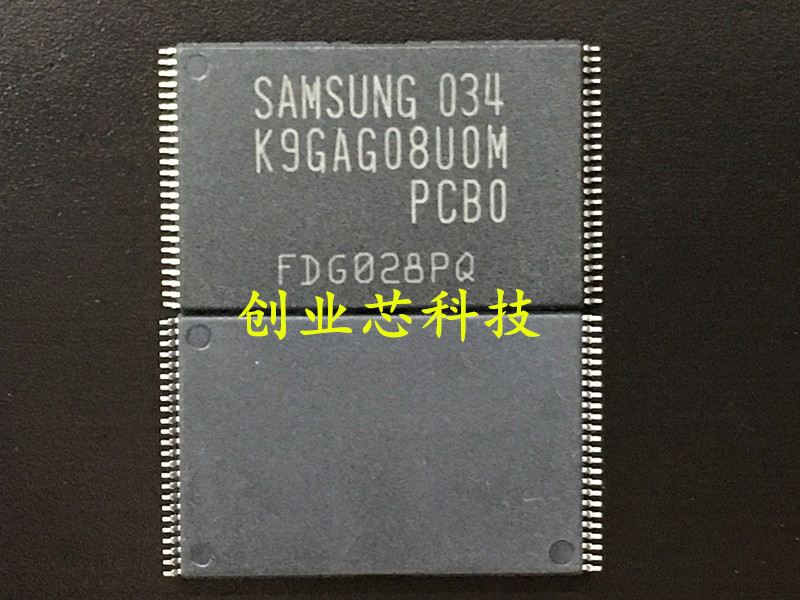 SAMSUNG 034
K9GAG08U0M
PCB0
FDG028PQ
创业芯科技